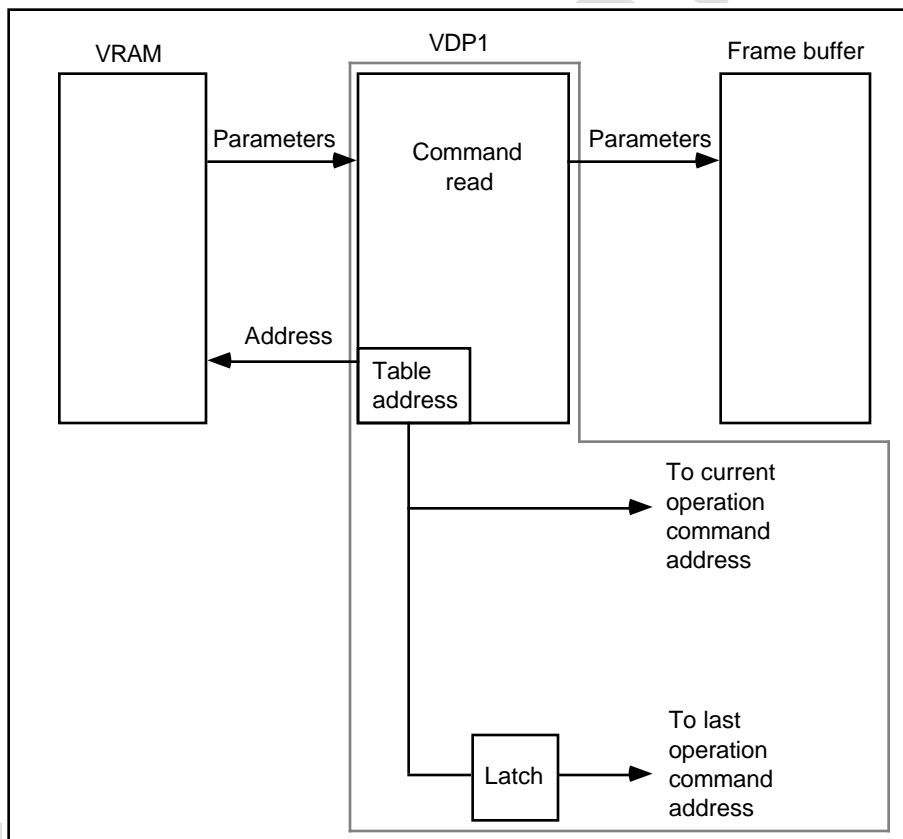 VRAM
VDP1
Frame buffer
Parameters
Command
read
Parameters
Address
Table
address
To current
operation
command
address
Latch
To last
operation
command
address